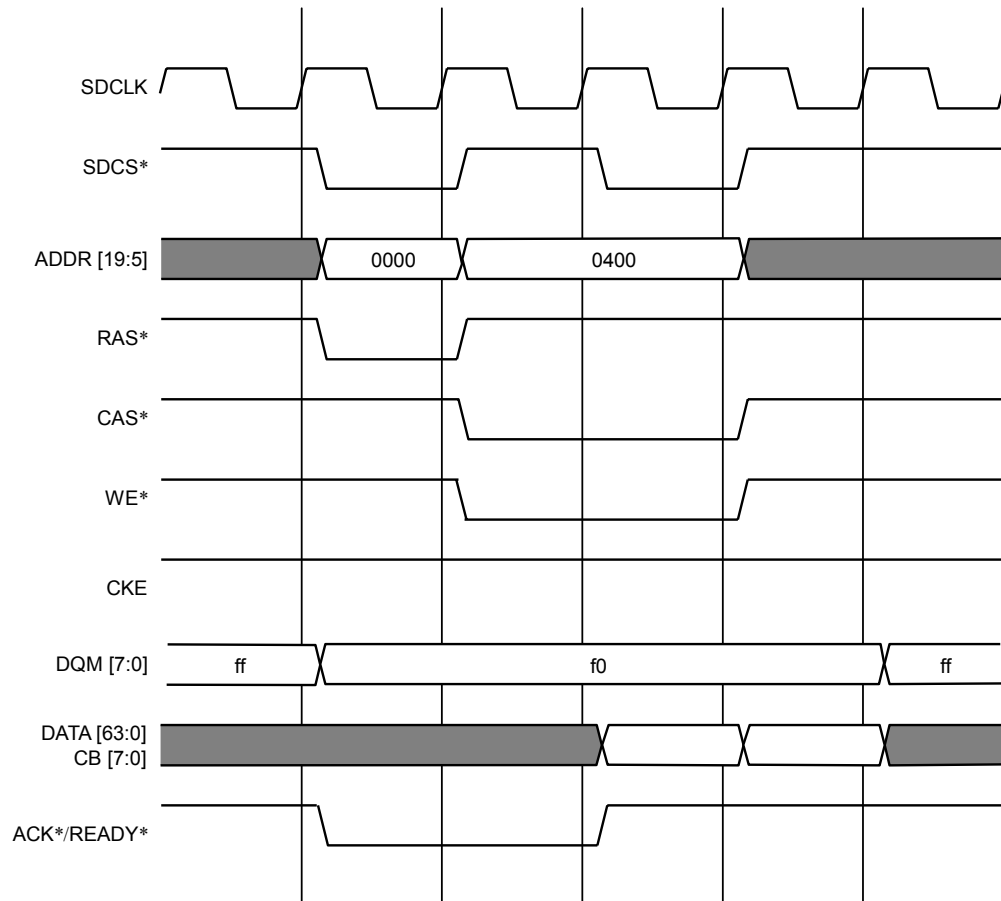 SDCLK
SDCS*
ADDR [19:5]
0000
0400
RAS*
CAS*
WE*
CKE
DQM [7:0]
ff
f0
ff
DATA [63:0]
CB [7:0]
ACK*/READY*